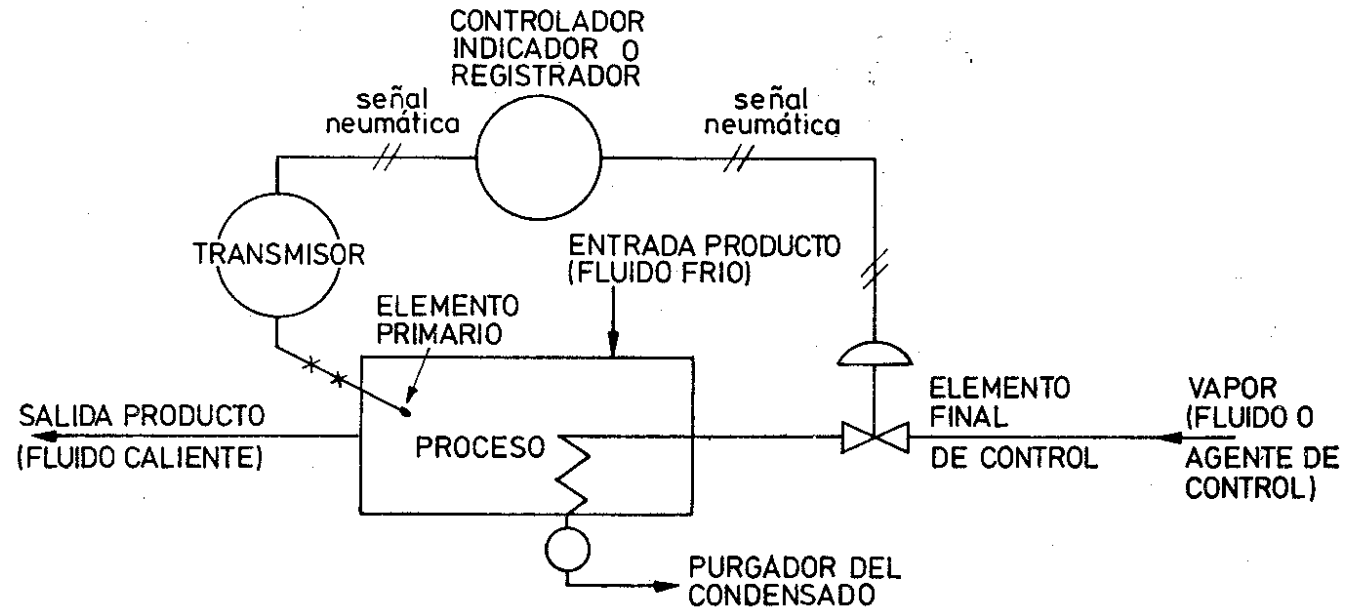 CONTROLADOR
INDICADOR O
REGISTRADOR
señal
neumática
señal
neumática
TRANSMISOR
ENTRADA PRODUCTO
(FLUIDO FRIO)
ELEMENTO
PRIMARIO
SALIDA PRODUCTO
(FLUIDO CALIENTE)
PROCESO
ELEMENTO
FINAL
DE CONTROL
VAPOR
(FLUIDO O
AGENTE DE
CONTROL)
PURGADOR DEL
CONDENSADO